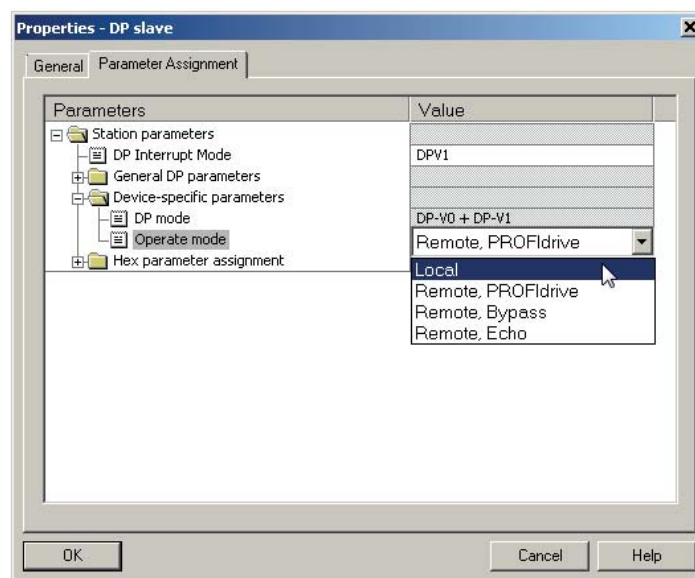 Properties - DP slave
General Parameter Assignment
Parameters Value
Station parameters
DP Interrupt Mode DPV1
General DP parameters
Device-specific parameters
DP mode DP-V0 + DP-V1
Operate mode Remote, PROFIdrive
Hex parameter assignment
Local
Remote, PROFIdrive
Remote, Bypass
Remote, Echo
OK Cancel Help